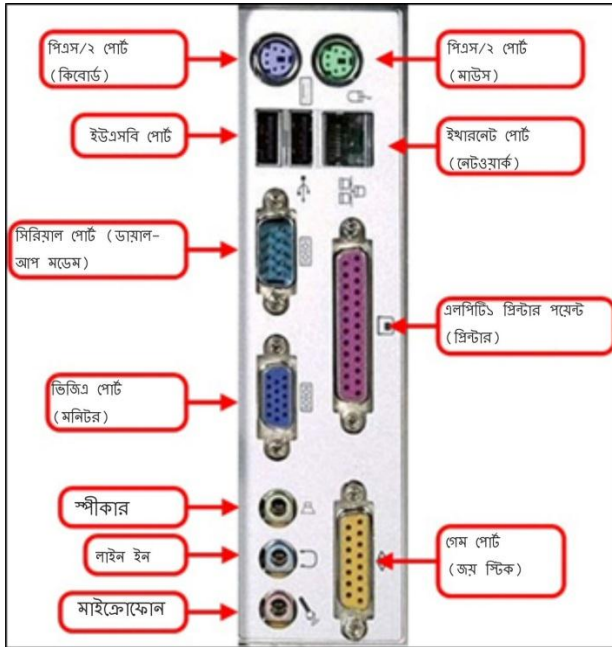 পিএস/২ পোর্ট
(কিবোর্ড)
পিএস/২ পোর্ট
(মাউস)
ইউএসবি পোর্ট
ইথারনেট পোর্ট
(নেটওয়ার্ক)
সিরিয়াল পোর্ট (ডায়াল-
আপ মডেম)
এলপিটি১ প্রিন্টার পয়েন্ট
(প্রিন্টার)
ভিজিএ পোর্ট
(মনিটর)
স্পীকার
লাইন ইন
মাইক্রোফোন
গেম পোর্ট
(জয় স্টিক)